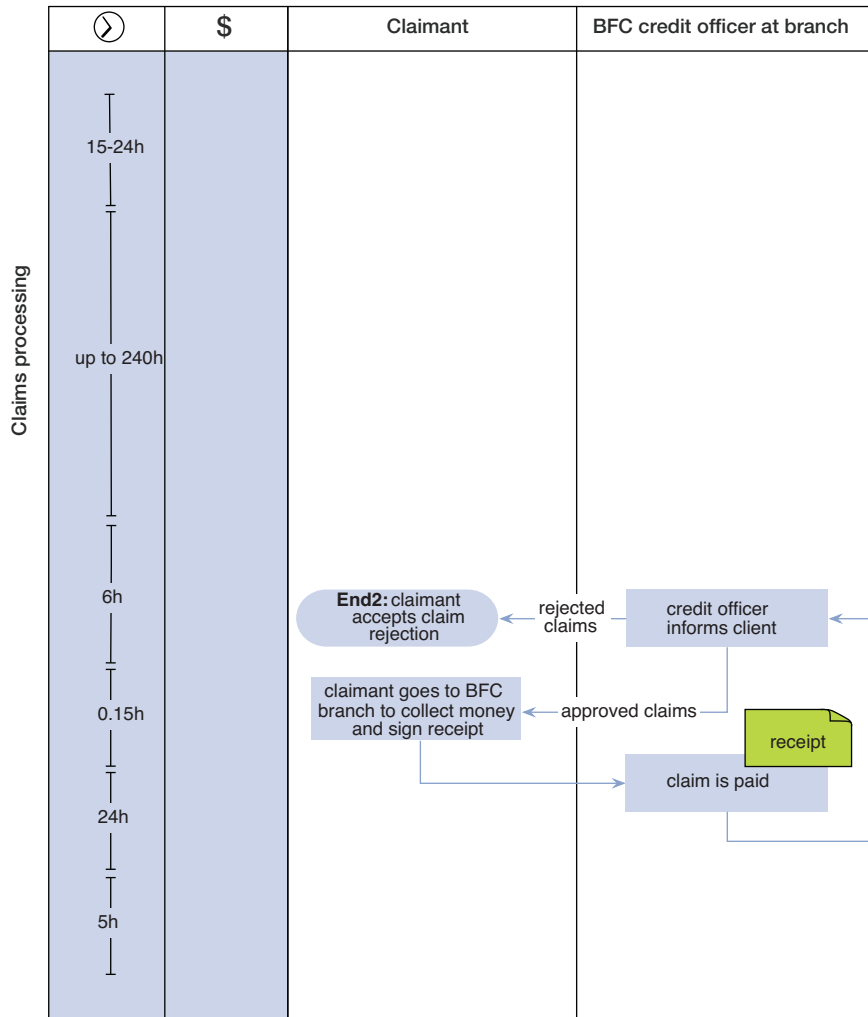 $
Claimant
BFC credit officer at branch
Claims processing
15-24h
up to 240h
6h
0.15h
24h
5h
End2: claimant
accepts claim
rejection
rejected
claims
credit officer
informs client
claimant goes to BFC
branch to collect money
and sign receipt
approved claims
receipt
claim is paid